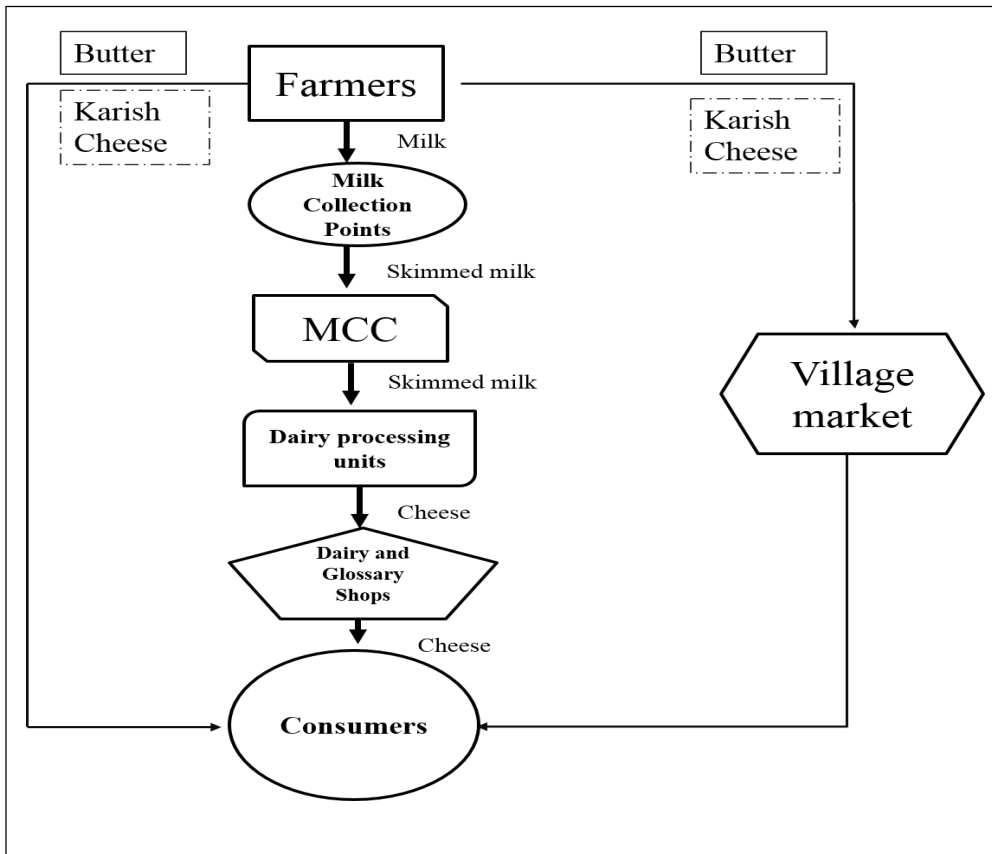 Butter
Karish
Cheese
Farmers
Butter
Karish
Cheese
Milk
Milk
Collection
Points
Skimmed milk
MCC
Skimmed milk
Village
market
Dairy processing
units
Cheese
Dairy and
Glossary
Shops
Cheese
Consumers